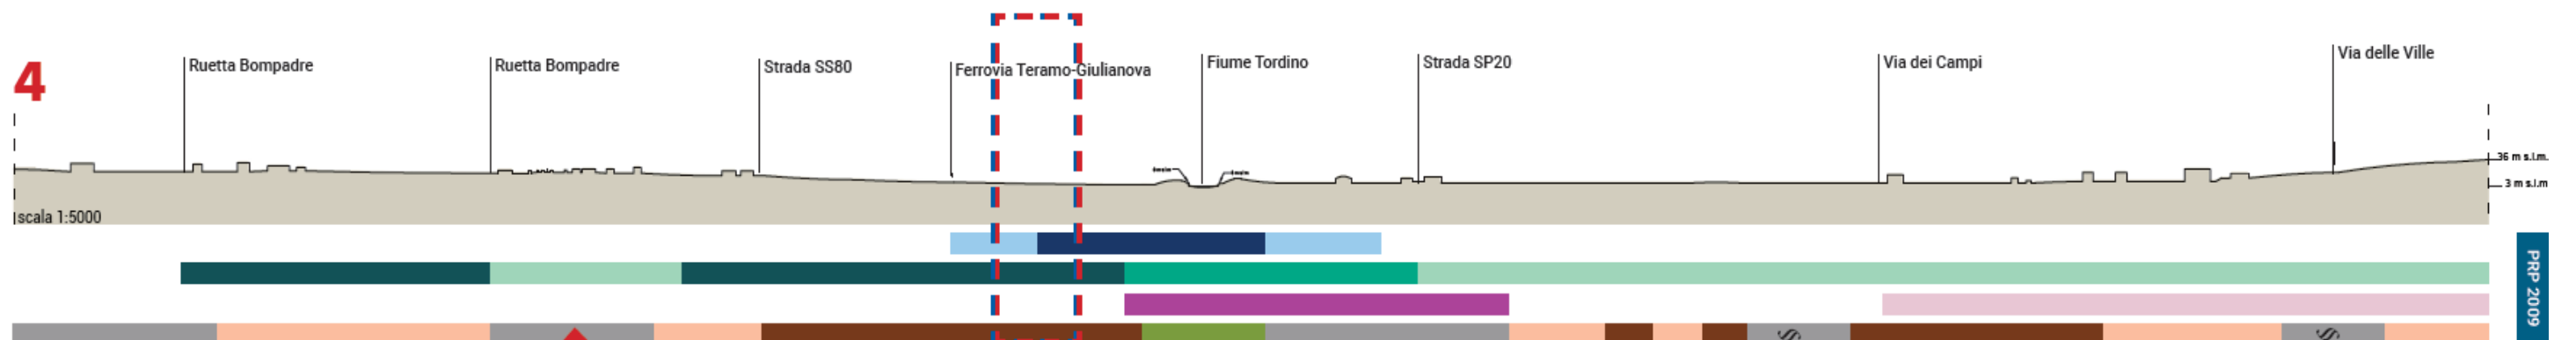 4
Ruetta Bompadre
Ruetta Bompadre
Strada SS80
Ferrovia Teramo-Giulianova
Fiume Tordino
Strada SP20
Via dei Campi
Via delle Ville
36 m s.l.m.
3 m s.l.m
scala 1:5000
PRP 2009